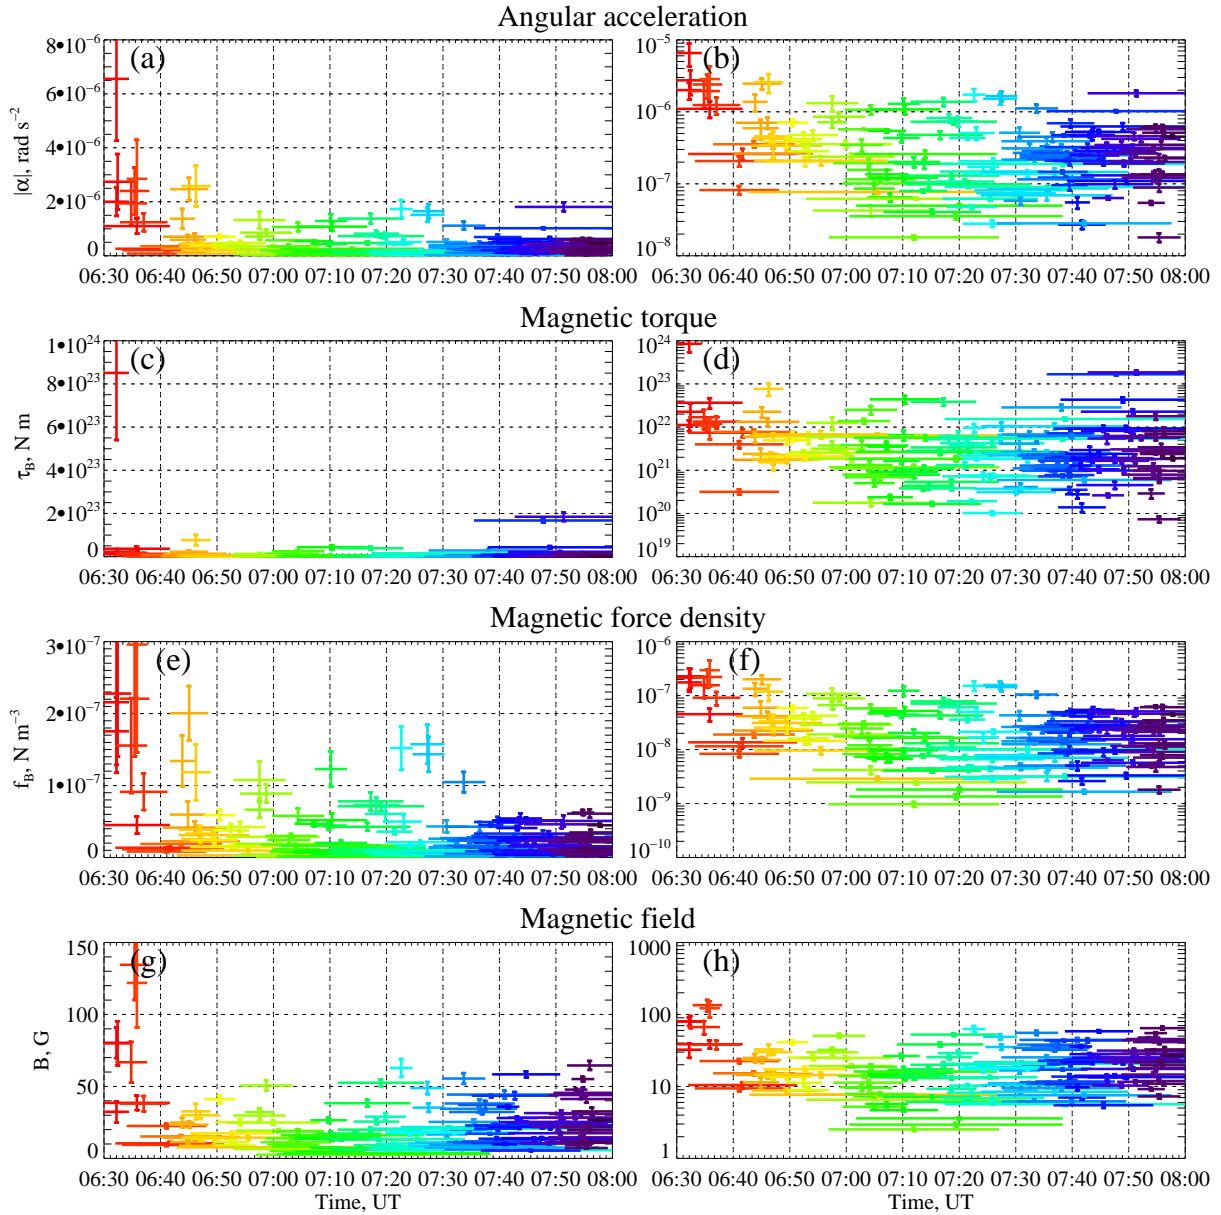 Angular acceleration
(a)
8•10⁻⁶
6•10⁻⁶
4•10⁻⁶
2•10⁻⁶
0
|α|, rad s⁻²
06:30 06:40 06:50 07:00 07:10 07:20 07:30 07:40 07:50 08:00
(b)
10⁻⁵
10⁻⁶
10⁻⁷
10⁻⁸
06:30 06:40 06:50 07:00 07:10 07:20 07:30 07:40 07:50 08:00
Magnetic torque
(c)
1•10²⁴
8•10²³
6•10²³
4•10²³
2•10²³
0
τ_B, N m
06:30 06:40 06:50 07:00 07:10 07:20 07:30 07:40 07:50 08:00
(d)
10²⁴
10²³
10²²
10²¹
10²⁰
10¹⁹
06:30 06:40 06:50 07:00 07:10 07:20 07:30 07:40 07:50 08:00
Magnetic force density
(e)
3•10⁻⁷
2•10⁻⁷
1•10⁻⁷
0
f_B, N m⁻³
06:30 06:40 06:50 07:00 07:10 07:20 07:30 07:40 07:50 08:00
(f)
10⁻⁶
10⁻⁷
10⁻⁸
10⁻⁹
10⁻¹⁰
06:30 06:40 06:50 07:00 07:10 07:20 07:30 07:40 07:50 08:00
Magnetic field
(g)
150
100
50
0
B, G
06:30 06:40 06:50 07:00 07:10 07:20 07:30 07:40 07:50 08:00
Time, UT
(h)
1000
100
10
1
06:30 06:40 06:50 07:00 07:10 07:20 07:30 07:40 07:50 08:00
Time, UT